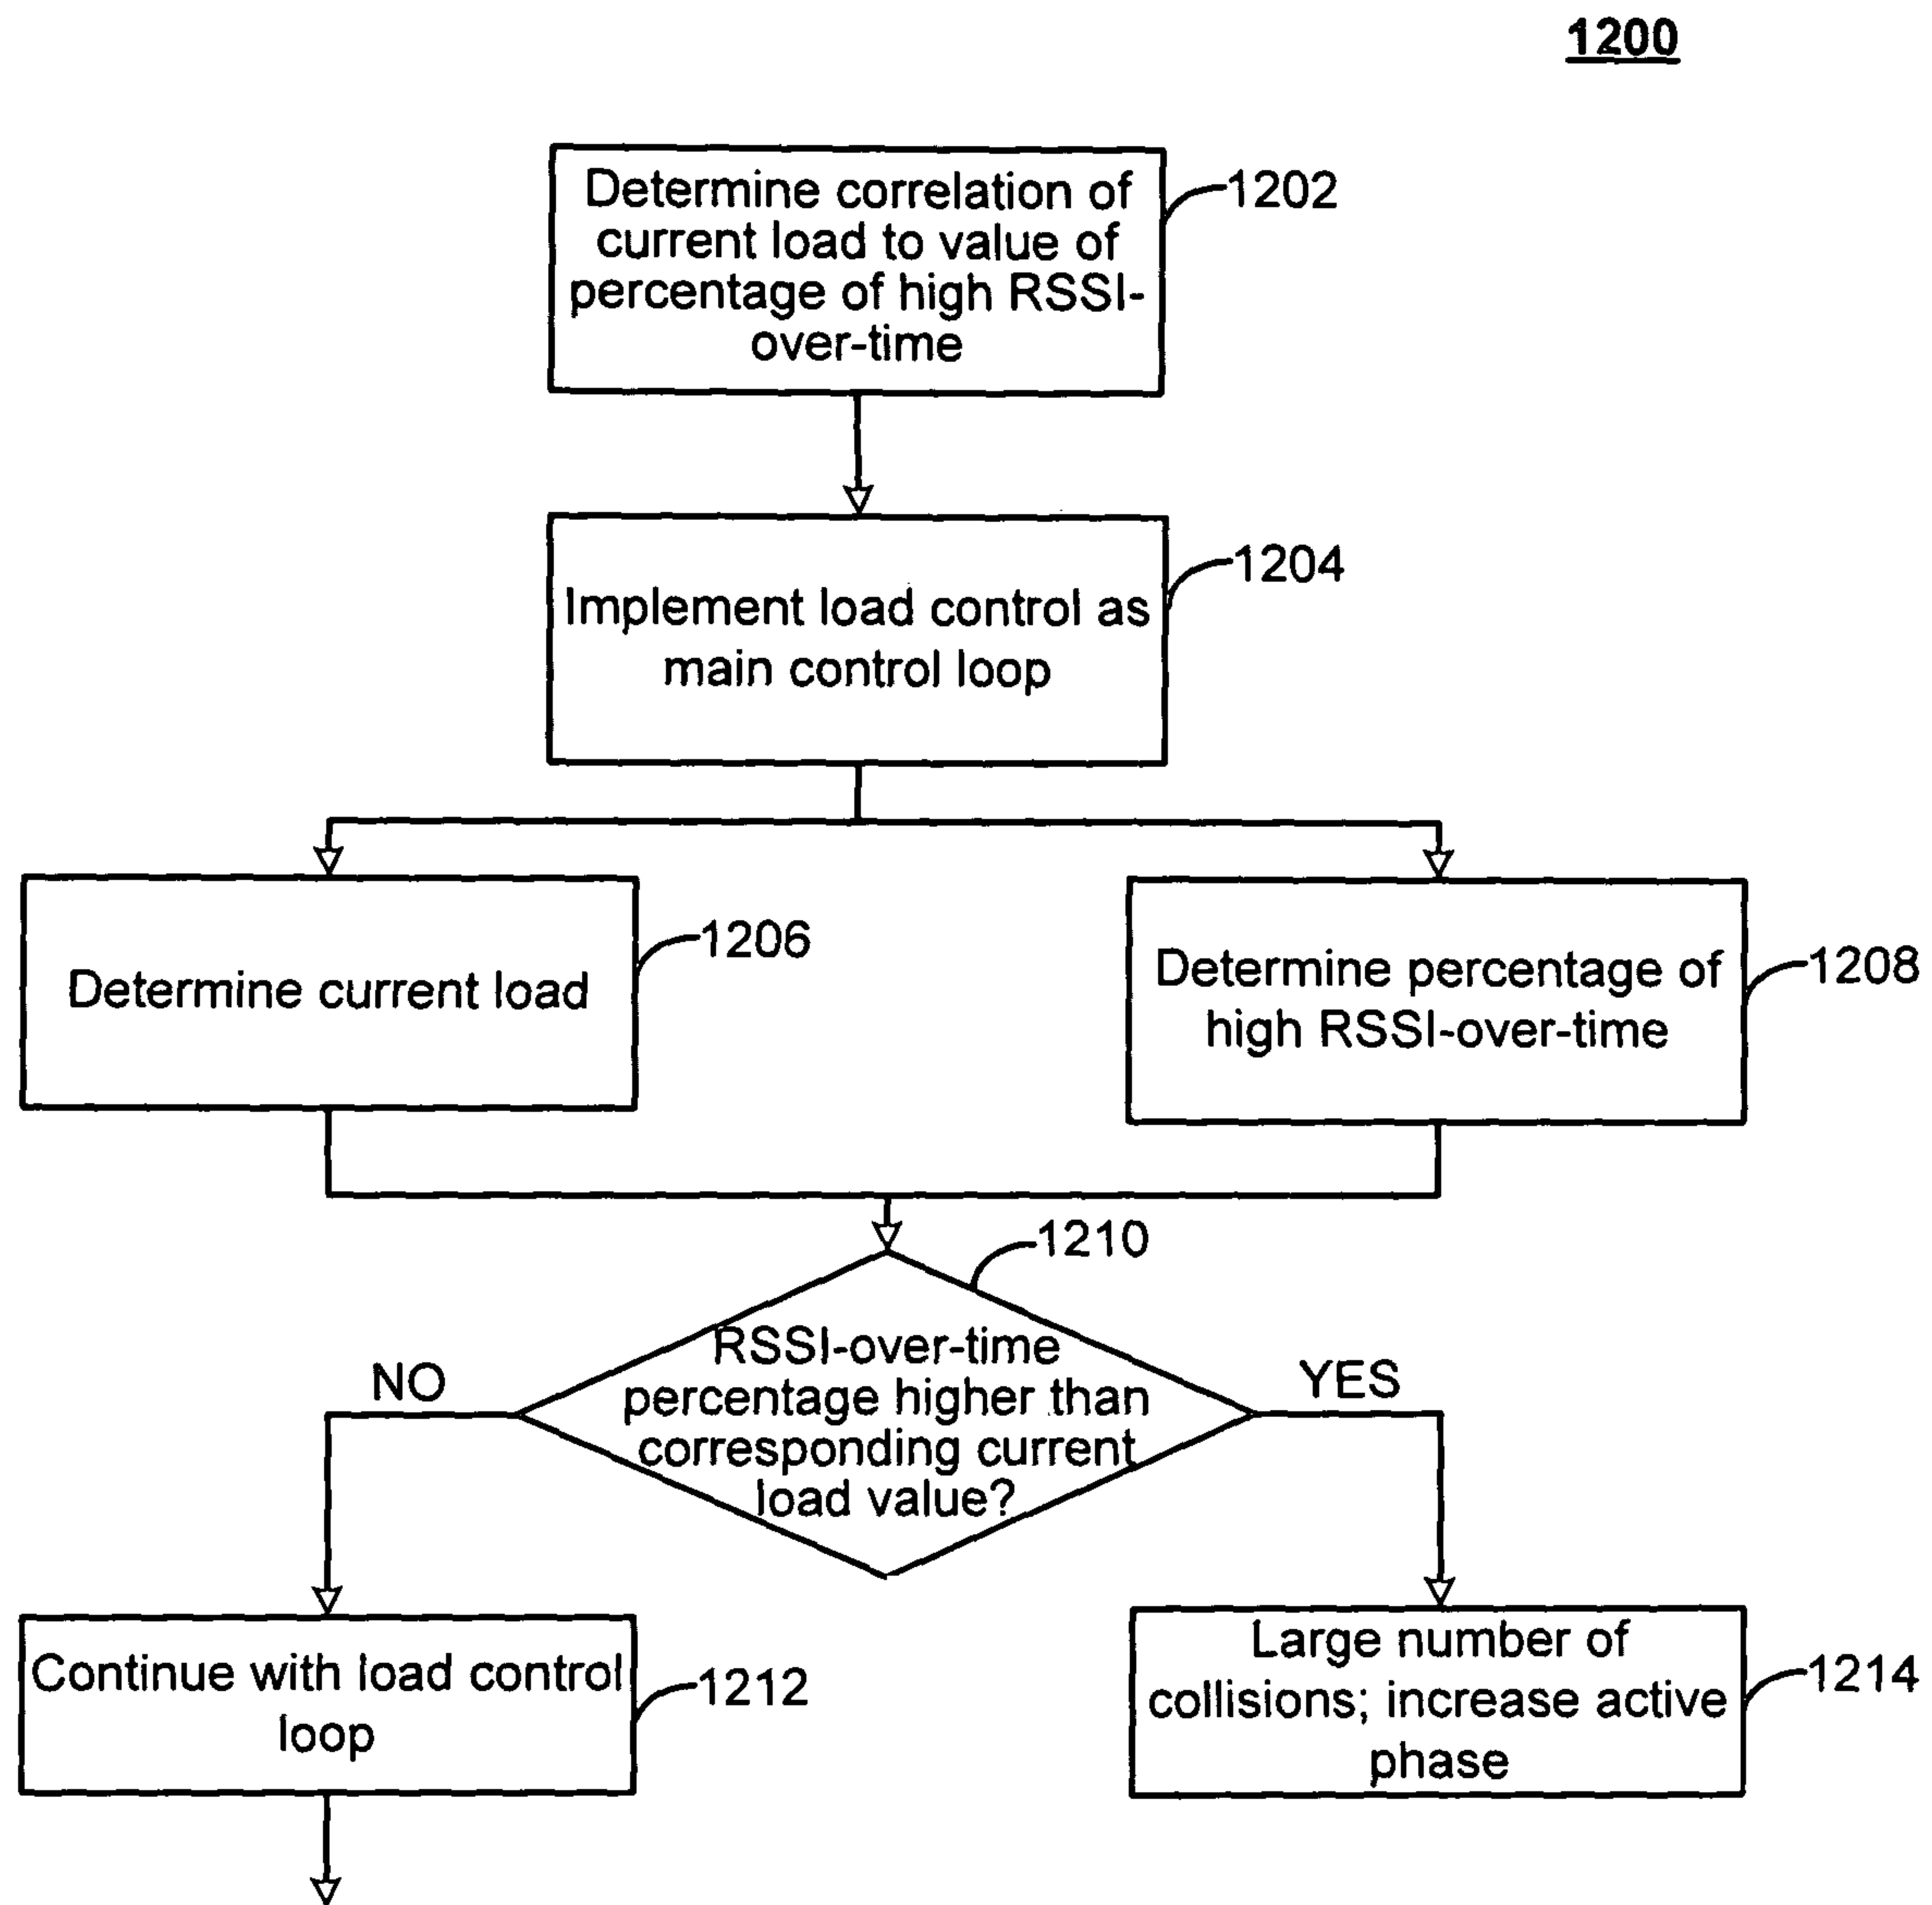 1200
Determine correlation of
current load to value of
percentage of high RSSI-
over-time
1202
Implement load control as
main control loop
1204
Determine current load
1206
Determine percentage of
high RSSI-over-time
1208
1210
RSSI-over-time
percentage higher than
corresponding current
load value?
NO
YES
Continue with load control
loop
1212
Large number of
collisions; increase active
phase
1214